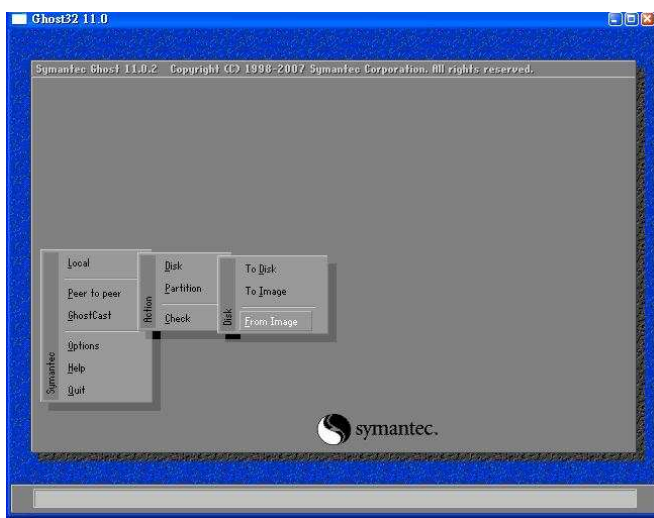 Ghost32 11.0
Symantec Ghost 11.0.2 Copyright (C) 1998-2007 Symantec Corporation. All rights reserved.
Symantec
Local
Peer to peer
GhostCast
Options
Help
Quit
Action
Disk
Partition
Check
Disk
To Disk
To Image
From Image
symantec.